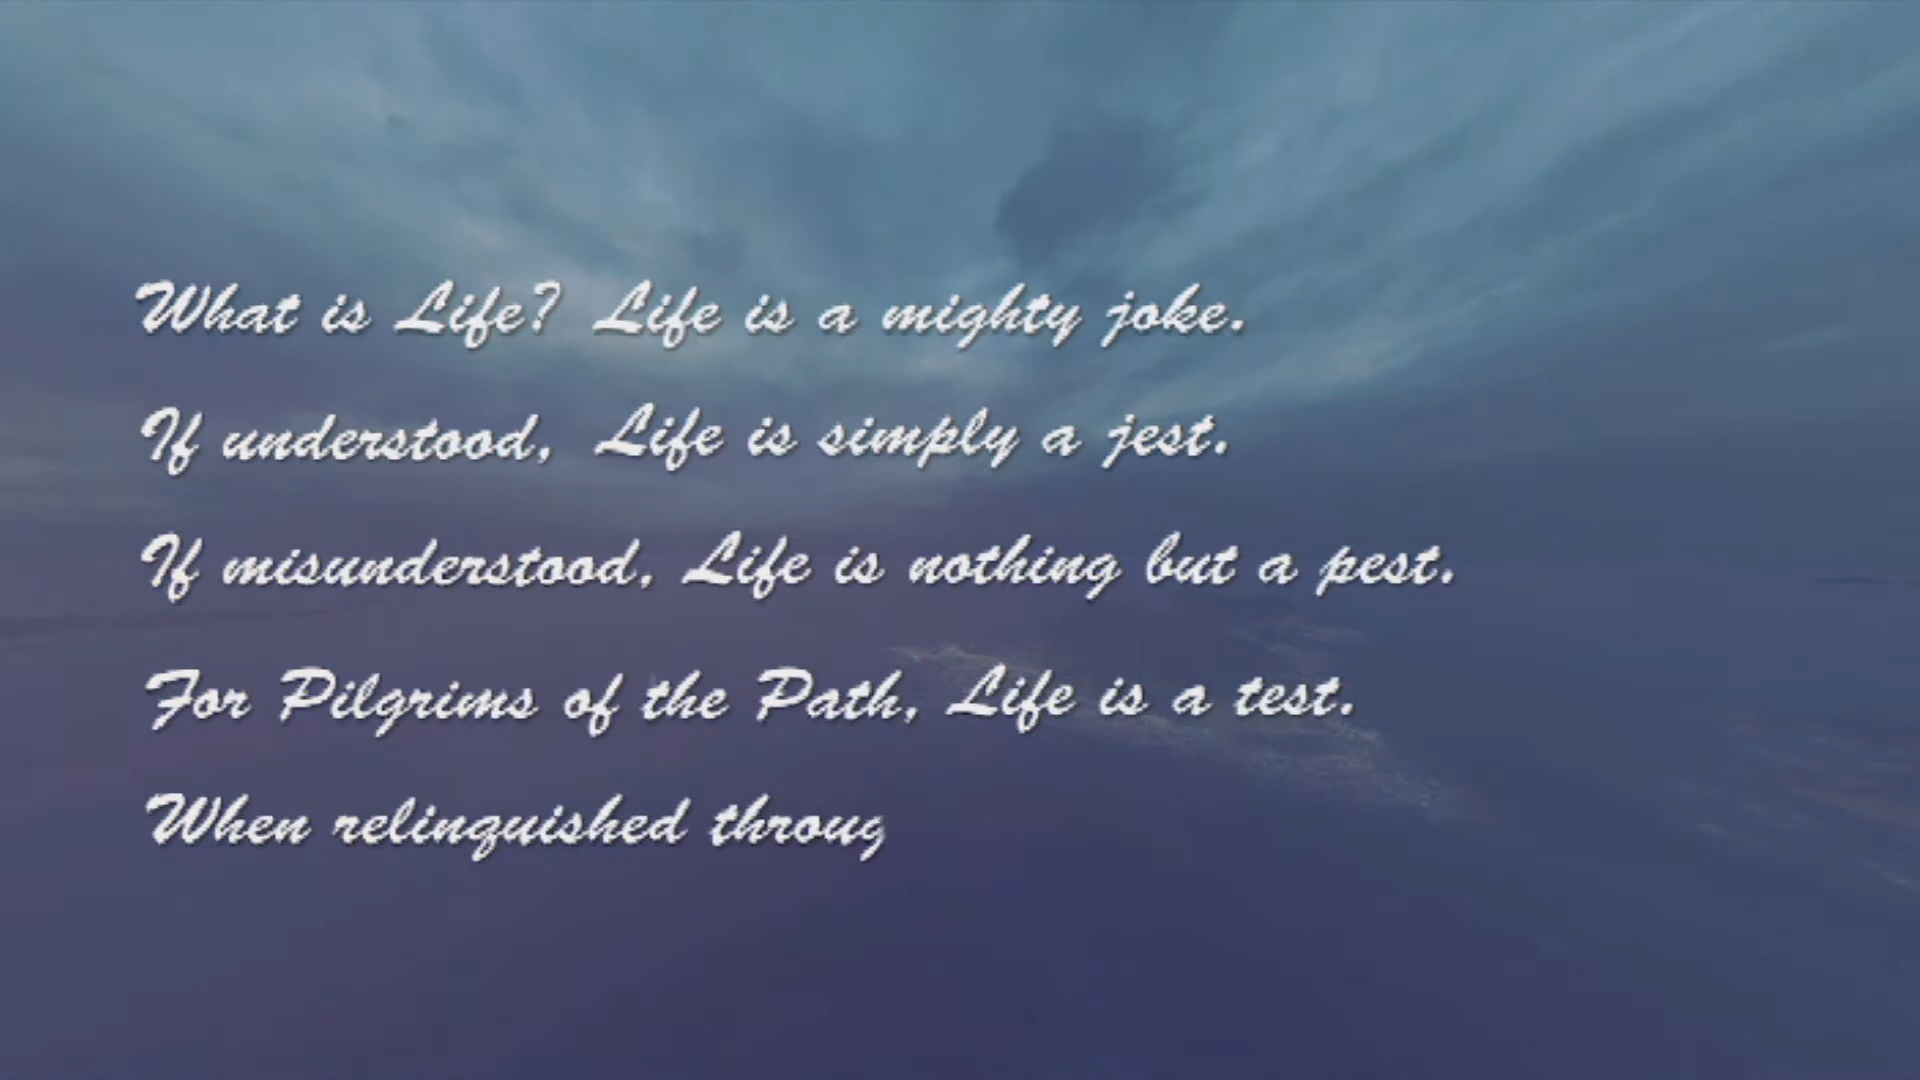 What is Life? Life is a mighty joke.
If understood, Life is simply a jest.
If misunderstood, Life is nothing but a pest.
For Pilgrims of the Path, Life is a test.
When relinquished throug